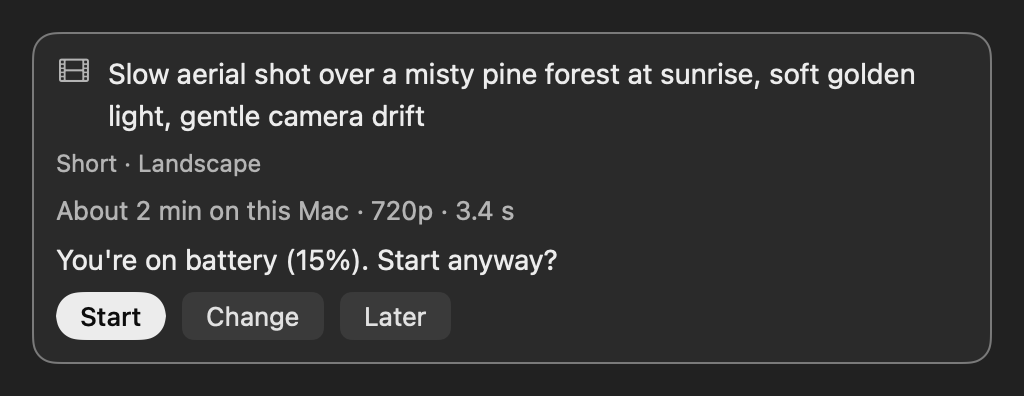 Slow aerial shot over a misty pine forest at sunrise, soft golden
light, gentle camera drift
Short · Landscape
About 2 min on this Mac · 720p · 3.4 s
You're on battery (15%). Start anyway?
Start Change Later